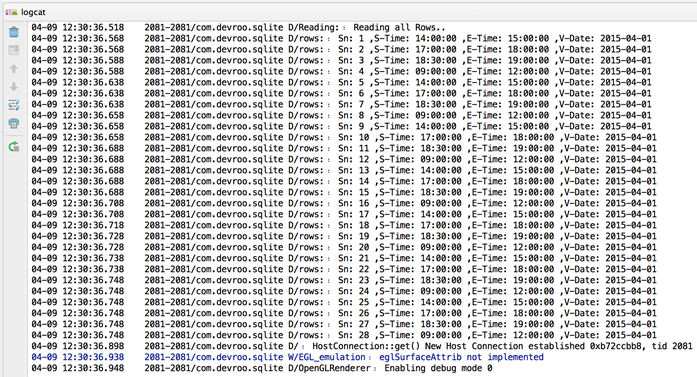 logcat
04-09 12:30:36.518 2081-2081/com.devroo.sqlite D/Reading:﹕ Reading all Rows..
04-09 12:30:36.568 2081-2081/com.devroo.sqlite D/rows:﹕ Sn: 1 ,S-Time: 14:00:00 ,E-Time: 15:00:00 ,V-Date: 2015-04-01
04-09 12:30:36.568 2081-2081/com.devroo.sqlite D/rows:﹕ Sn: 2 ,S-Time: 17:00:00 ,E-Time: 18:00:00 ,V-Date: 2015-04-01
04-09 12:30:36.588 2081-2081/com.devroo.sqlite D/rows:﹕ Sn: 3 ,S-Time: 18:30:00 ,E-Time: 19:00:00 ,V-Date: 2015-04-01
04-09 12:30:36.588 2081-2081/com.devroo.sqlite D/rows:﹕ Sn: 4 ,S-Time: 09:00:00 ,E-Time: 12:00:00 ,V-Date: 2015-04-01
04-09 12:30:36.638 2081-2081/com.devroo.sqlite D/rows:﹕ Sn: 5 ,S-Time: 14:00:00 ,E-Time: 15:00:00 ,V-Date: 2015-04-01
04-09 12:30:36.638 2081-2081/com.devroo.sqlite D/rows:﹕ Sn: 6 ,S-Time: 17:00:00 ,E-Time: 18:00:00 ,V-Date: 2015-04-01
04-09 12:30:36.638 2081-2081/com.devroo.sqlite D/rows:﹕ Sn: 7 ,S-Time: 18:30:00 ,E-Time: 19:00:00 ,V-Date: 2015-04-01
04-09 12:30:36.658 2081-2081/com.devroo.sqlite D/rows:﹕ Sn: 8 ,S-Time: 09:00:00 ,E-Time: 12:00:00 ,V-Date: 2015-04-01
04-09 12:30:36.658 2081-2081/com.devroo.sqlite D/rows:﹕ Sn: 9 ,S-Time: 14:00:00 ,E-Time: 15:00:00 ,V-Date: 2015-04-01
04-09 12:30:36.658 2081-2081/com.devroo.sqlite D/rows:﹕ Sn: 10 ,S-Time: 17:00:00 ,E-Time: 18:00:00 ,V-Date: 2015-04-01
04-09 12:30:36.688 2081-2081/com.devroo.sqlite D/rows:﹕ Sn: 11 ,S-Time: 18:30:00 ,E-Time: 19:00:00 ,V-Date: 2015-04-01
04-09 12:30:36.688 2081-2081/com.devroo.sqlite D/rows:﹕ Sn: 12 ,S-Time: 09:00:00 ,E-Time: 12:00:00 ,V-Date: 2015-04-01
04-09 12:30:36.688 2081-2081/com.devroo.sqlite D/rows:﹕ Sn: 13 ,S-Time: 14:00:00 ,E-Time: 15:00:00 ,V-Date: 2015-04-01
04-09 12:30:36.688 2081-2081/com.devroo.sqlite D/rows:﹕ Sn: 14 ,S-Time: 17:00:00 ,E-Time: 18:00:00 ,V-Date: 2015-04-01
04-09 12:30:36.688 2081-2081/com.devroo.sqlite D/rows:﹕ Sn: 15 ,S-Time: 18:30:00 ,E-Time: 19:00:00 ,V-Date: 2015-04-01
04-09 12:30:36.708 2081-2081/com.devroo.sqlite D/rows:﹕ Sn: 16 ,S-Time: 09:00:00 ,E-Time: 12:00:00 ,V-Date: 2015-04-01
04-09 12:30:36.708 2081-2081/com.devroo.sqlite D/rows:﹕ Sn: 17 ,S-Time: 14:00:00 ,E-Time: 15:00:00 ,V-Date: 2015-04-01
04-09 12:30:36.718 2081-2081/com.devroo.sqlite D/rows:﹕ Sn: 18 ,S-Time: 17:00:00 ,E-Time: 18:00:00 ,V-Date: 2015-04-01
04-09 12:30:36.728 2081-2081/com.devroo.sqlite D/rows:﹕ Sn: 19 ,S-Time: 18:30:00 ,E-Time: 19:00:00 ,V-Date: 2015-04-01
04-09 12:30:36.728 2081-2081/com.devroo.sqlite D/rows:﹕ Sn: 20 ,S-Time: 09:00:00 ,E-Time: 12:00:00 ,V-Date: 2015-04-01
04-09 12:30:36.738 2081-2081/com.devroo.sqlite D/rows:﹕ Sn: 21 ,S-Time: 14:00:00 ,E-Time: 15:00:00 ,V-Date: 2015-04-01
04-09 12:30:36.738 2081-2081/com.devroo.sqlite D/rows:﹕ Sn: 22 ,S-Time: 17:00:00 ,E-Time: 18:00:00 ,V-Date: 2015-04-01
04-09 12:30:36.748 2081-2081/com.devroo.sqlite D/rows:﹕ Sn: 23 ,S-Time: 18:30:00 ,E-Time: 19:00:00 ,V-Date: 2015-04-01
04-09 12:30:36.748 2081-2081/com.devroo.sqlite D/rows:﹕ Sn: 24 ,S-Time: 09:00:00 ,E-Time: 12:00:00 ,V-Date: 2015-04-01
04-09 12:30:36.748 2081-2081/com.devroo.sqlite D/rows:﹕ Sn: 25 ,S-Time: 14:00:00 ,E-Time: 15:00:00 ,V-Date: 2015-04-01
04-09 12:30:36.748 2081-2081/com.devroo.sqlite D/rows:﹕ Sn: 26 ,S-Time: 17:00:00 ,E-Time: 18:00:00 ,V-Date: 2015-04-01
04-09 12:30:36.748 2081-2081/com.devroo.sqlite D/rows:﹕ Sn: 27 ,S-Time: 18:30:00 ,E-Time: 19:00:00 ,V-Date: 2015-04-01
04-09 12:30:36.748 2081-2081/com.devroo.sqlite D/rows:﹕ Sn: 28 ,S-Time: 09:00:00 ,E-Time: 12:00:00 ,V-Date: 2015-04-01
04-09 12:30:36.898 2081-2081/com.devroo.sqlite D/﹕ HostConnection::get() New Host Connection established 0xb72ccbb8, tid 2081
04-09 12:30:36.938 2081-2081/com.devroo.sqlite W/EGL_emulation﹕ eglSurfaceAttrib not implemented
04-09 12:30:36.948 2081-2081/com.devroo.sqlite D/OpenGLRenderer﹕ Enabling debug mode 0